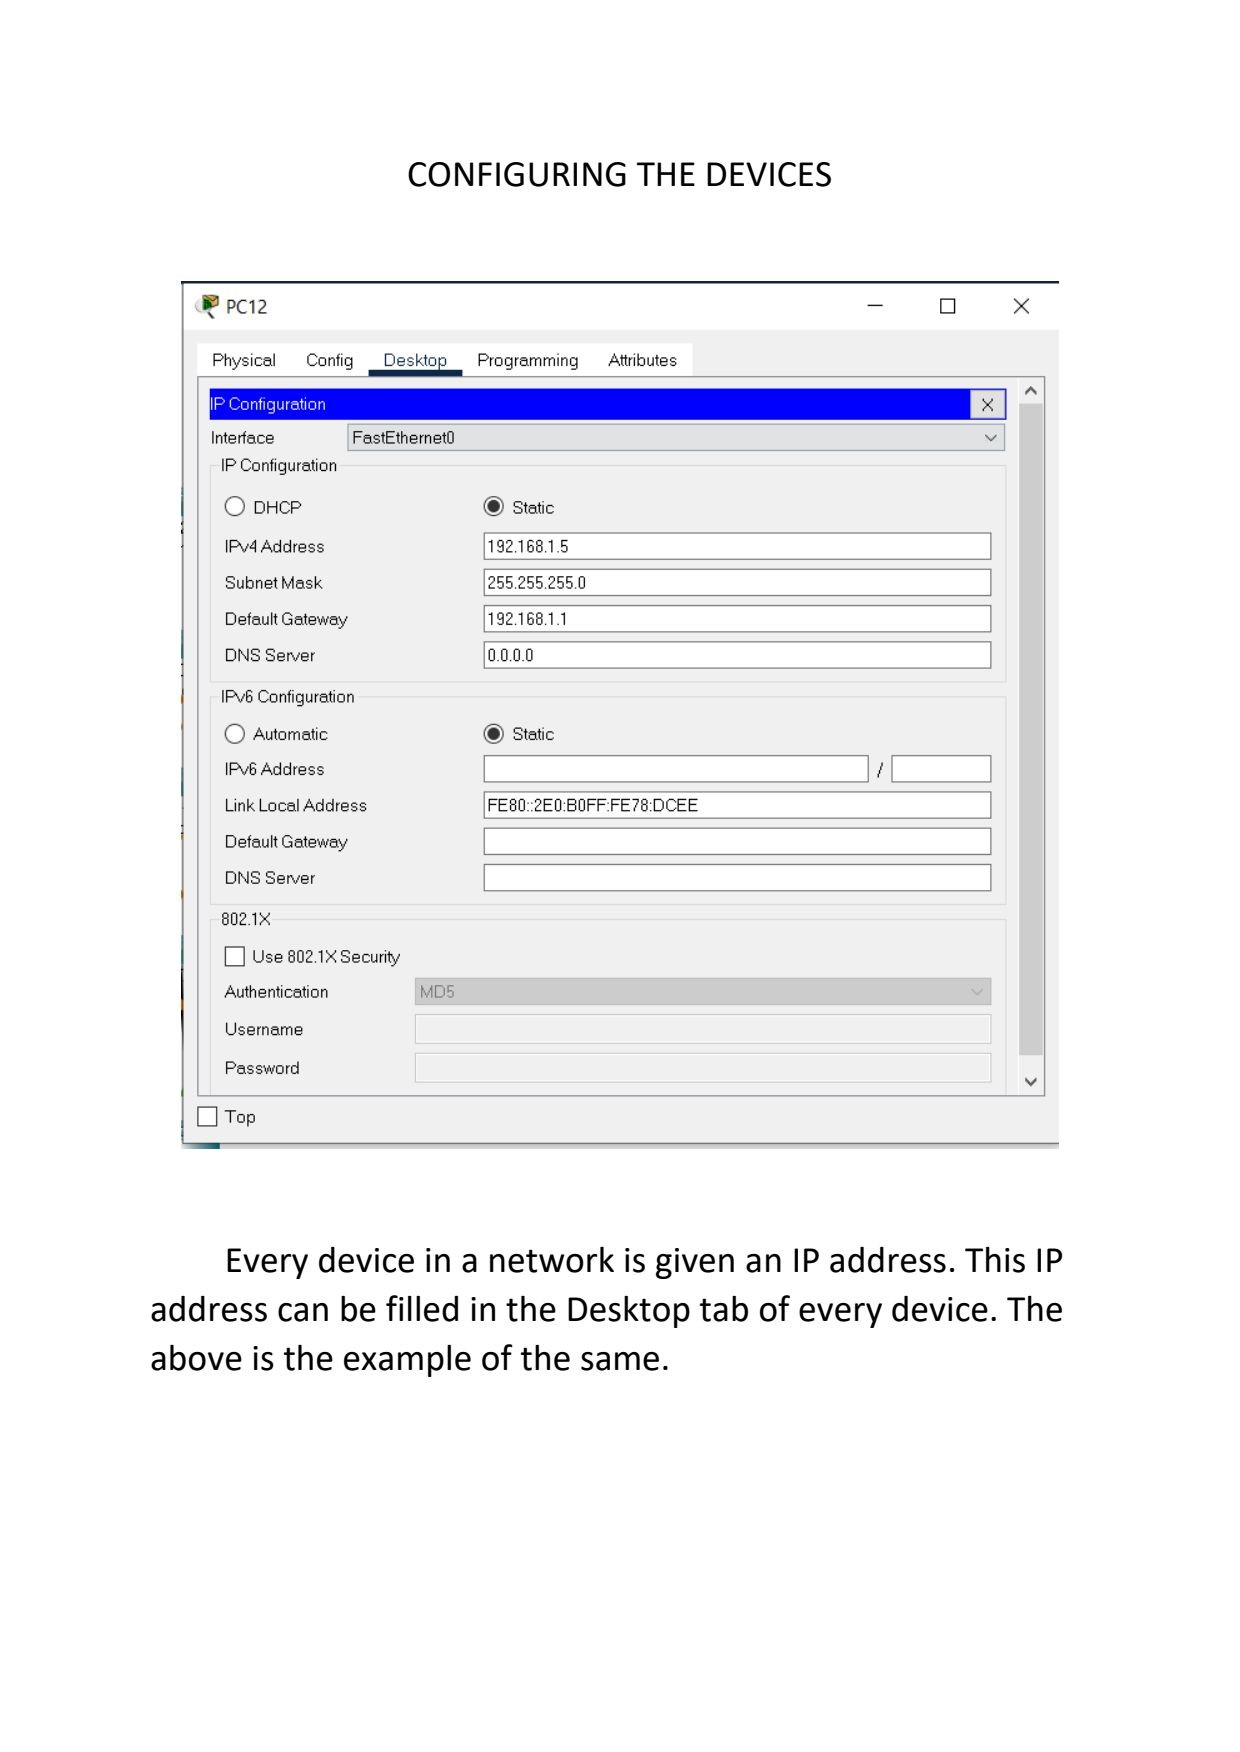 CONFIGURING THE DEVICES
PC12
Physical Config Desktop Programming Attributes
IP Configuration X
Interface FastEthernet0
IP Configuration
DHCP Static
IPv4 Address 192.168.1.5
Subnet Mask 255.255.255.0
Default Gateway 192.168.1.1
DNS Server 0.0.0.0
IPv6 Configuration
Automatic Static
IPv6 Address /
Link Local Address FE80::2E0:B0FF:FE78:DCEE
Default Gateway
DNS Server
802.1X
Use 802.1X Security
Authentication MD5
Username
Password
Top
Every device in a network is given an IP address. This IP
address can be filled in the Desktop tab of every device. The
above is the example of the same.